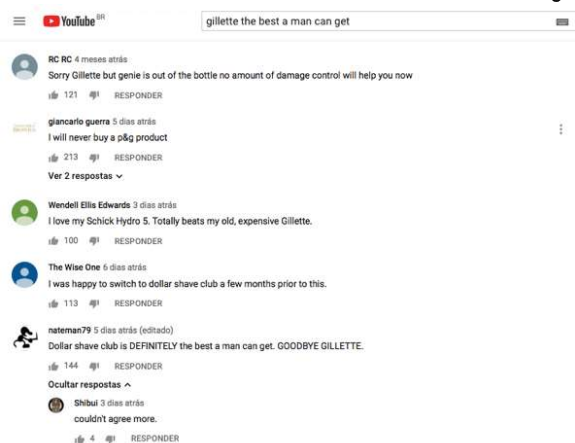 YouTube BR
gillette the best a man can get
RC RC 4 meses atrás
Sorry Gillette but genie is out of the bottle no amount of damage control will help you now
121 RESPONDER
giancarlo guerra 5 dias atrás
I will never buy a p&g product
213 RESPONDER
Ver 2 respostas
Wendell Ellis Edwards 3 dias atrás
I love my Schick Hydro 5. Totally beats my old, expensive Gillette.
100 RESPONDER
The Wise One 6 dias atrás
I was happy to switch to dollar shave club a few months prior to this.
113 RESPONDER
nateman79 5 dias atrás (editado)
Dollar shave club is DEFINITELY the best a man can get. GOODBYE GILLETTE.
144 RESPONDER
Ocultar respostas
Shibui 3 dias atrás
couldn't agree more.
4 RESPONDER